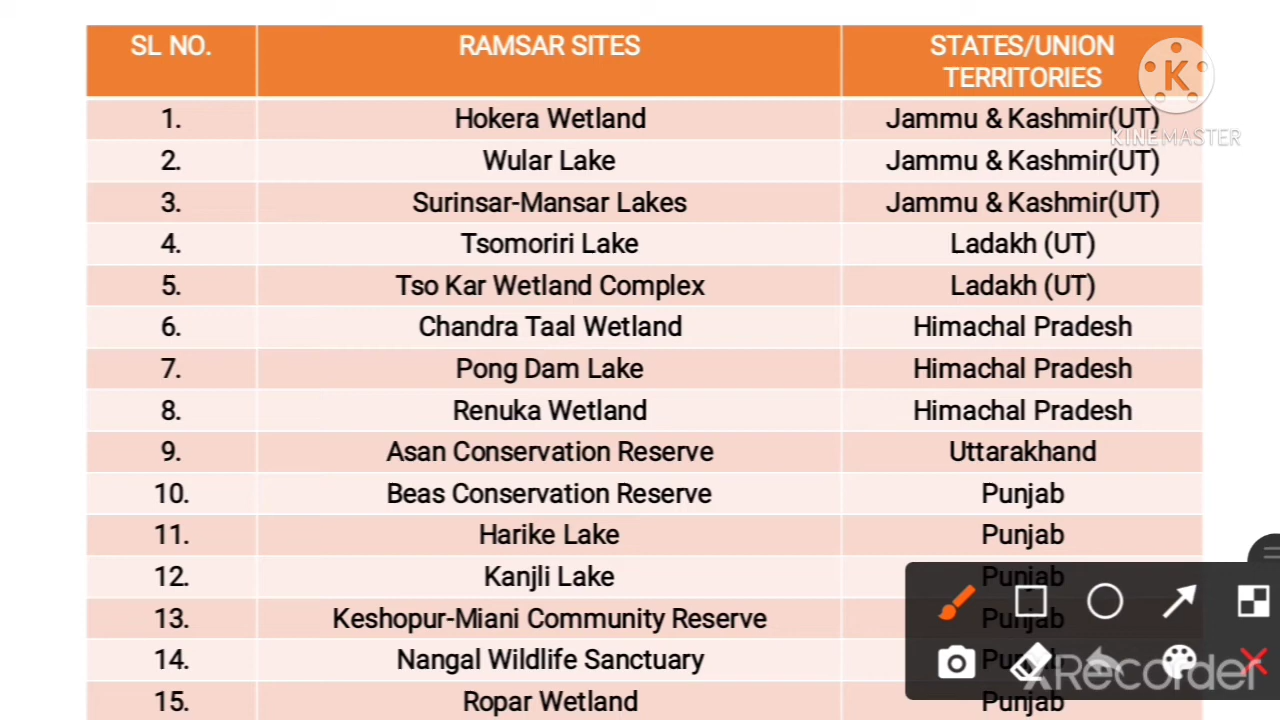 SL NO. RAMSAR SITES STATES/UNION TERRITORIES
K
KINEMASTER
1. Hokera Wetland Jammu & Kashmir(UT)
2. Wular Lake Jammu & Kashmir(UT)
3. Surinsar-Mansar Lakes Jammu & Kashmir(UT)
4. Tsomoriri Lake Ladakh (UT)
5. Tso Kar Wetland Complex Ladakh (UT)
6. Chandra Taal Wetland Himachal Pradesh
7. Pong Dam Lake Himachal Pradesh
8. Renuka Wetland Himachal Pradesh
9. Asan Conservation Reserve Uttarakhand
10. Beas Conservation Reserve Punjab
11. Harike Lake Punjab
12. Kanjli Lake Punjab
13. Keshopur-Miani Community Reserve Punjab
14. Nangal Wildlife Sanctuary Punjab
XRecorder
15. Ropar Wetland Punjab